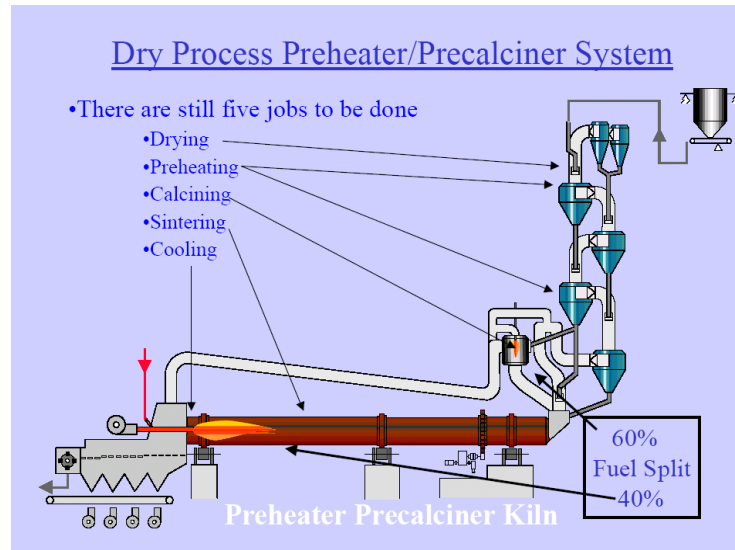 Dry Process Preheater/Precalciner System
•There are still five jobs to be done
•Drying
•Preheating
•Calcining
•Sintering
•Cooling
60%
Fuel Split
40%
Preheater Precalciner Kiln